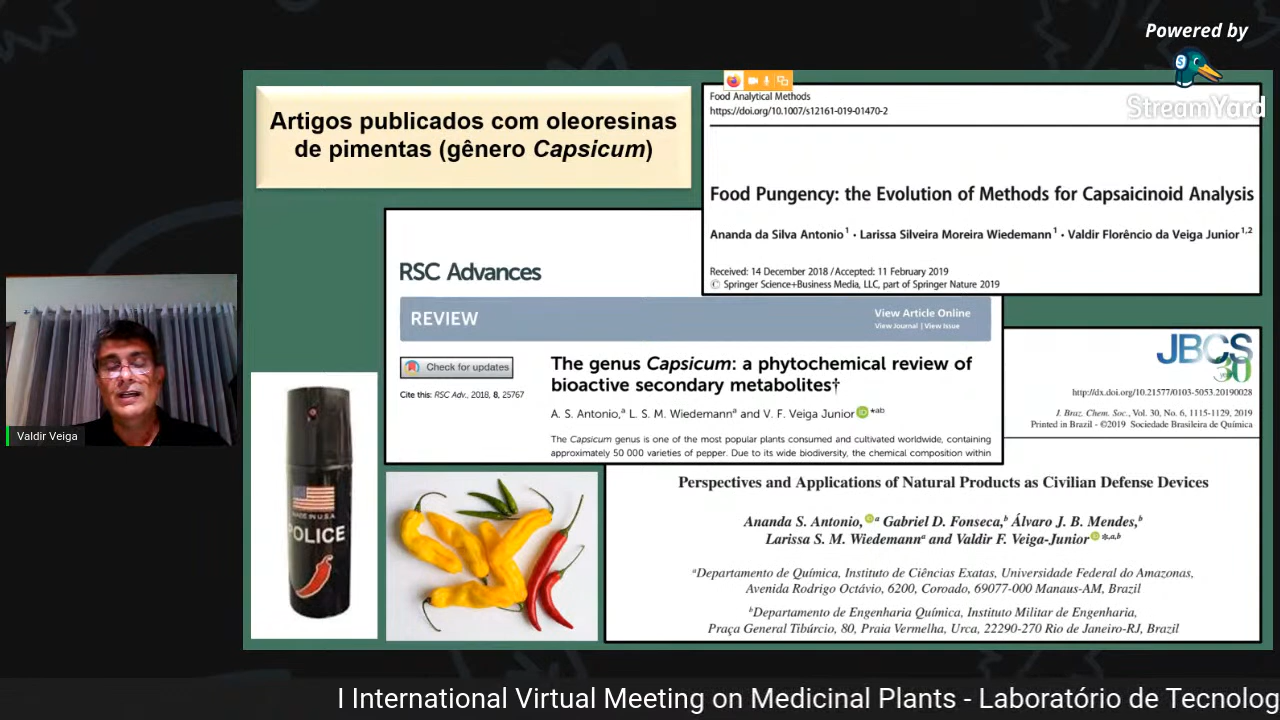 Powered by
StreamYard
Artigos publicados com oleoresinas
de pimentas (gênero Capsicum)
Food Analytical Methods
https://doi.org/10.1007/s12161-019-01470-2
Food Pungency: the Evolution of Methods for Capsaicinoid Analysis
Ananda da Silva Antonio 1 · Larissa Silveira Moreira Wiedemann 1 · Valdir Florêncio da Veiga Junior 1,2
Received: 14 December 2018 / Accepted: 11 February 2019
© Springer Science+Business Media, LLC, part of Springer Nature 2019
RSC Advances
REVIEW
View Article Online
View Journal | View Issue
Check for updates
Cite this: RSC Adv., 2018, 8, 25767
The genus Capsicum: a phytochemical review of
bioactive secondary metabolites†
A. S. Antonio,a L. S. M. Wiedemanna and V. F. Veiga Junior iD *ab
The Capsicum genus is one of the most popular plants consumed and cultivated worldwide, containing
approximately 50 000 varieties of pepper. Due to its wide biodiversity, the chemical composition within
JBCS
30
http://dx.doi.org/10.21577/0103-5053.20190028
J. Braz. Chem. Soc., Vol. 30, No. 6, 1115-1129, 2019
Printed in Brazil - ©2019 Sociedade Brasileira de Química
Perspectives and Applications of Natural Products as Civilian Defense Devices
Ananda S. Antonio, iD a Gabriel D. Fonseca,b Álvaro J. B. Mendes,b
Larissa S. M. Wiedemanna and Valdir F. Veiga-Junior iD *,a,b
aDepartamento de Química, Instituto de Ciências Exatas, Universidade Federal do Amazonas,
Avenida Rodrigo Octávio, 6200, Coroado, 69077-000 Manaus-AM, Brazil
bDepartamento de Engenharia Química, Instituto Militar de Engenharia,
Praça General Tibúrcio, 80, Praia Vermelha, Urca, 22290-270 Rio de Janeiro-RJ, Brazil
MADE IN U.S.A
POLICE
Valdir Veiga
I International Virtual Meeting on Medicinal Plants - Laboratório de Tecnolog